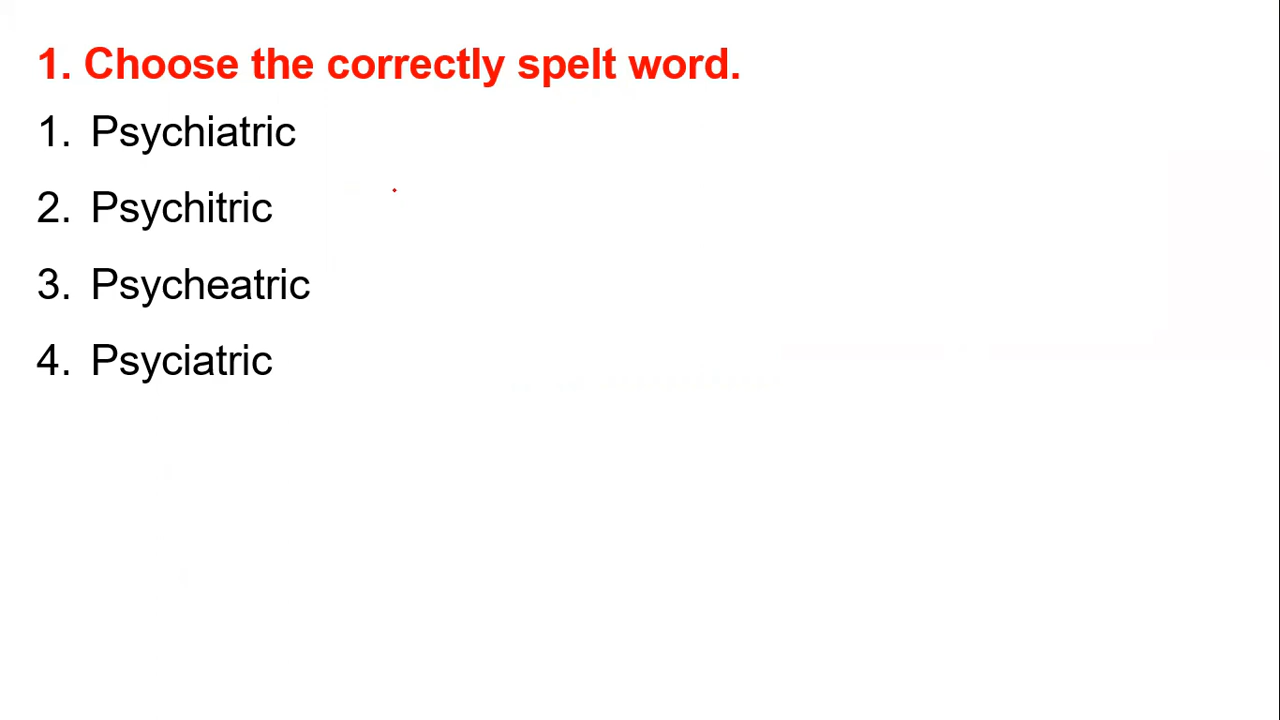 1. Choose the correctly spelt word.
1. Psychiatric
2. Psychitric
3. Psycheatric
4. Psyciatric